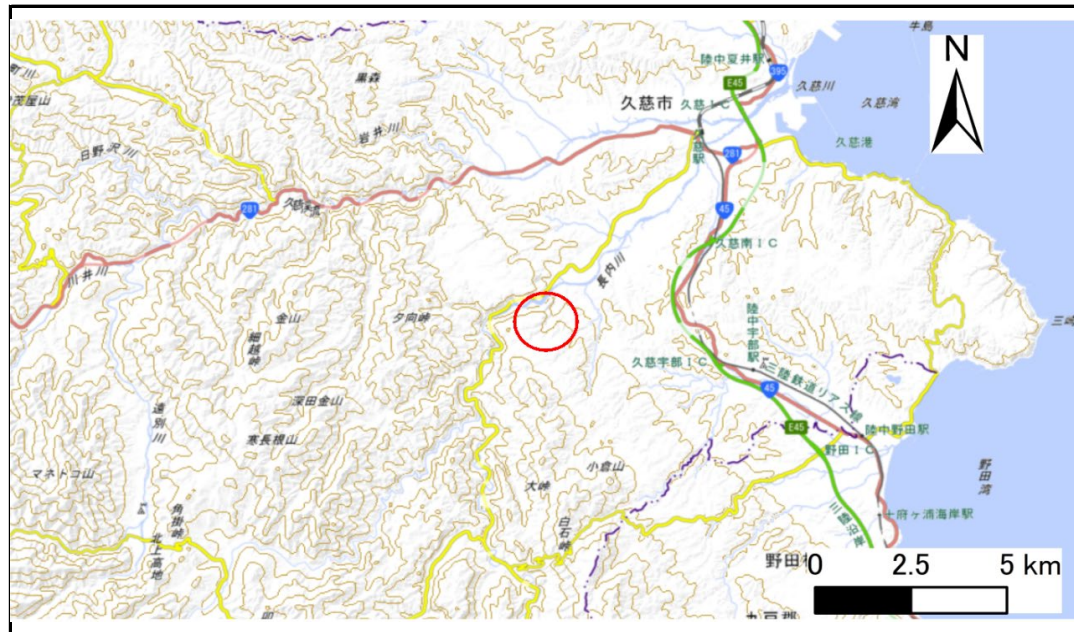 牛島
N
陸中夏井駅
395
久慈川
E45
久慈湾
久慈市
久慈IC
黒森
岩井川
久慈港
久慈駅
281
日野沢川
281
45
久慈南IC
長内川
川井川
金山
夕向峠
細越峠
三崎
陸中宇部駅
久慈宇部IC
三陸鉄道リアス線
45
深田金山
遠別川
寒長根山
E45
陸中野田駅
野田IC
マネトコ山
小倉山
野田湾
大峠
角掛峠
白石峠
十府ヶ浦海岸駅
北上高地
三陸沿岸
0 2.5 5 km